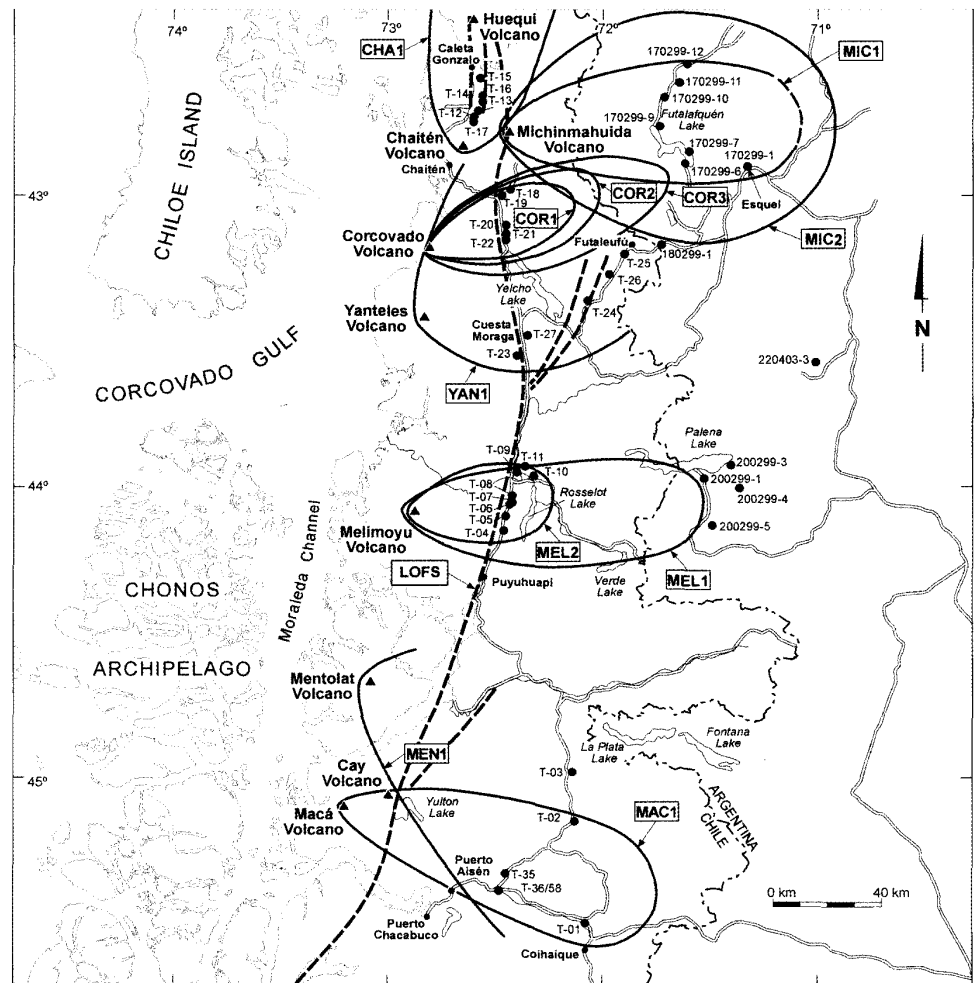 74°
73°
72°
71°
Huequi
Volcano
CHA1
Caleta
Gonzalo
T-15
T-16
T-14
T-13
T-12
T-17
Chaitén
Volcano
Chaitén
Michinmahuida
Volcano
170299-12
MIC1
170299-11
170299-10
Futalafquén
Lake
170299-9
170299-7
170299-1
170299-6
Esquel
MIC2
CHILOE ISLAND
43°
T-18
T-19
COR1
COR2
COR3
T-20
T-21
T-22
Corcovado
Volcano
Futaleufú
180299-1
T-25
T-26
Yelcho
Lake
T-24
Yanteles
Volcano
Cuesta
Moraga
T-27
T-23
YAN1
N
220403-3
CORCOVADO GULF
Palena
Lake
T-09
T-11
T-10
200299-3
200299-1
200299-4
200299-5
44°
T-08
T-07
T-06
T-05
T-04
Rosselot
Lake
Melimoyu
Volcano
MEL2
MEL1
LOFS
Verde
Lake
Puyuhuapi
Moraleda Channel
CHONOS
ARCHIPELAGO
Mentolat
Volcano
MEN1
La Plata
Lake
Fontana
Lake
45°
Cay
Volcano
T-03
Macá
Volcano
Yulton
Lake
T-02
MAC1
ARGENTINA
CHILE
Puerto
Aisén
T-35
T-36/58
0 km
40 km
Puerto
Chacabuco
T-01
Coihaique